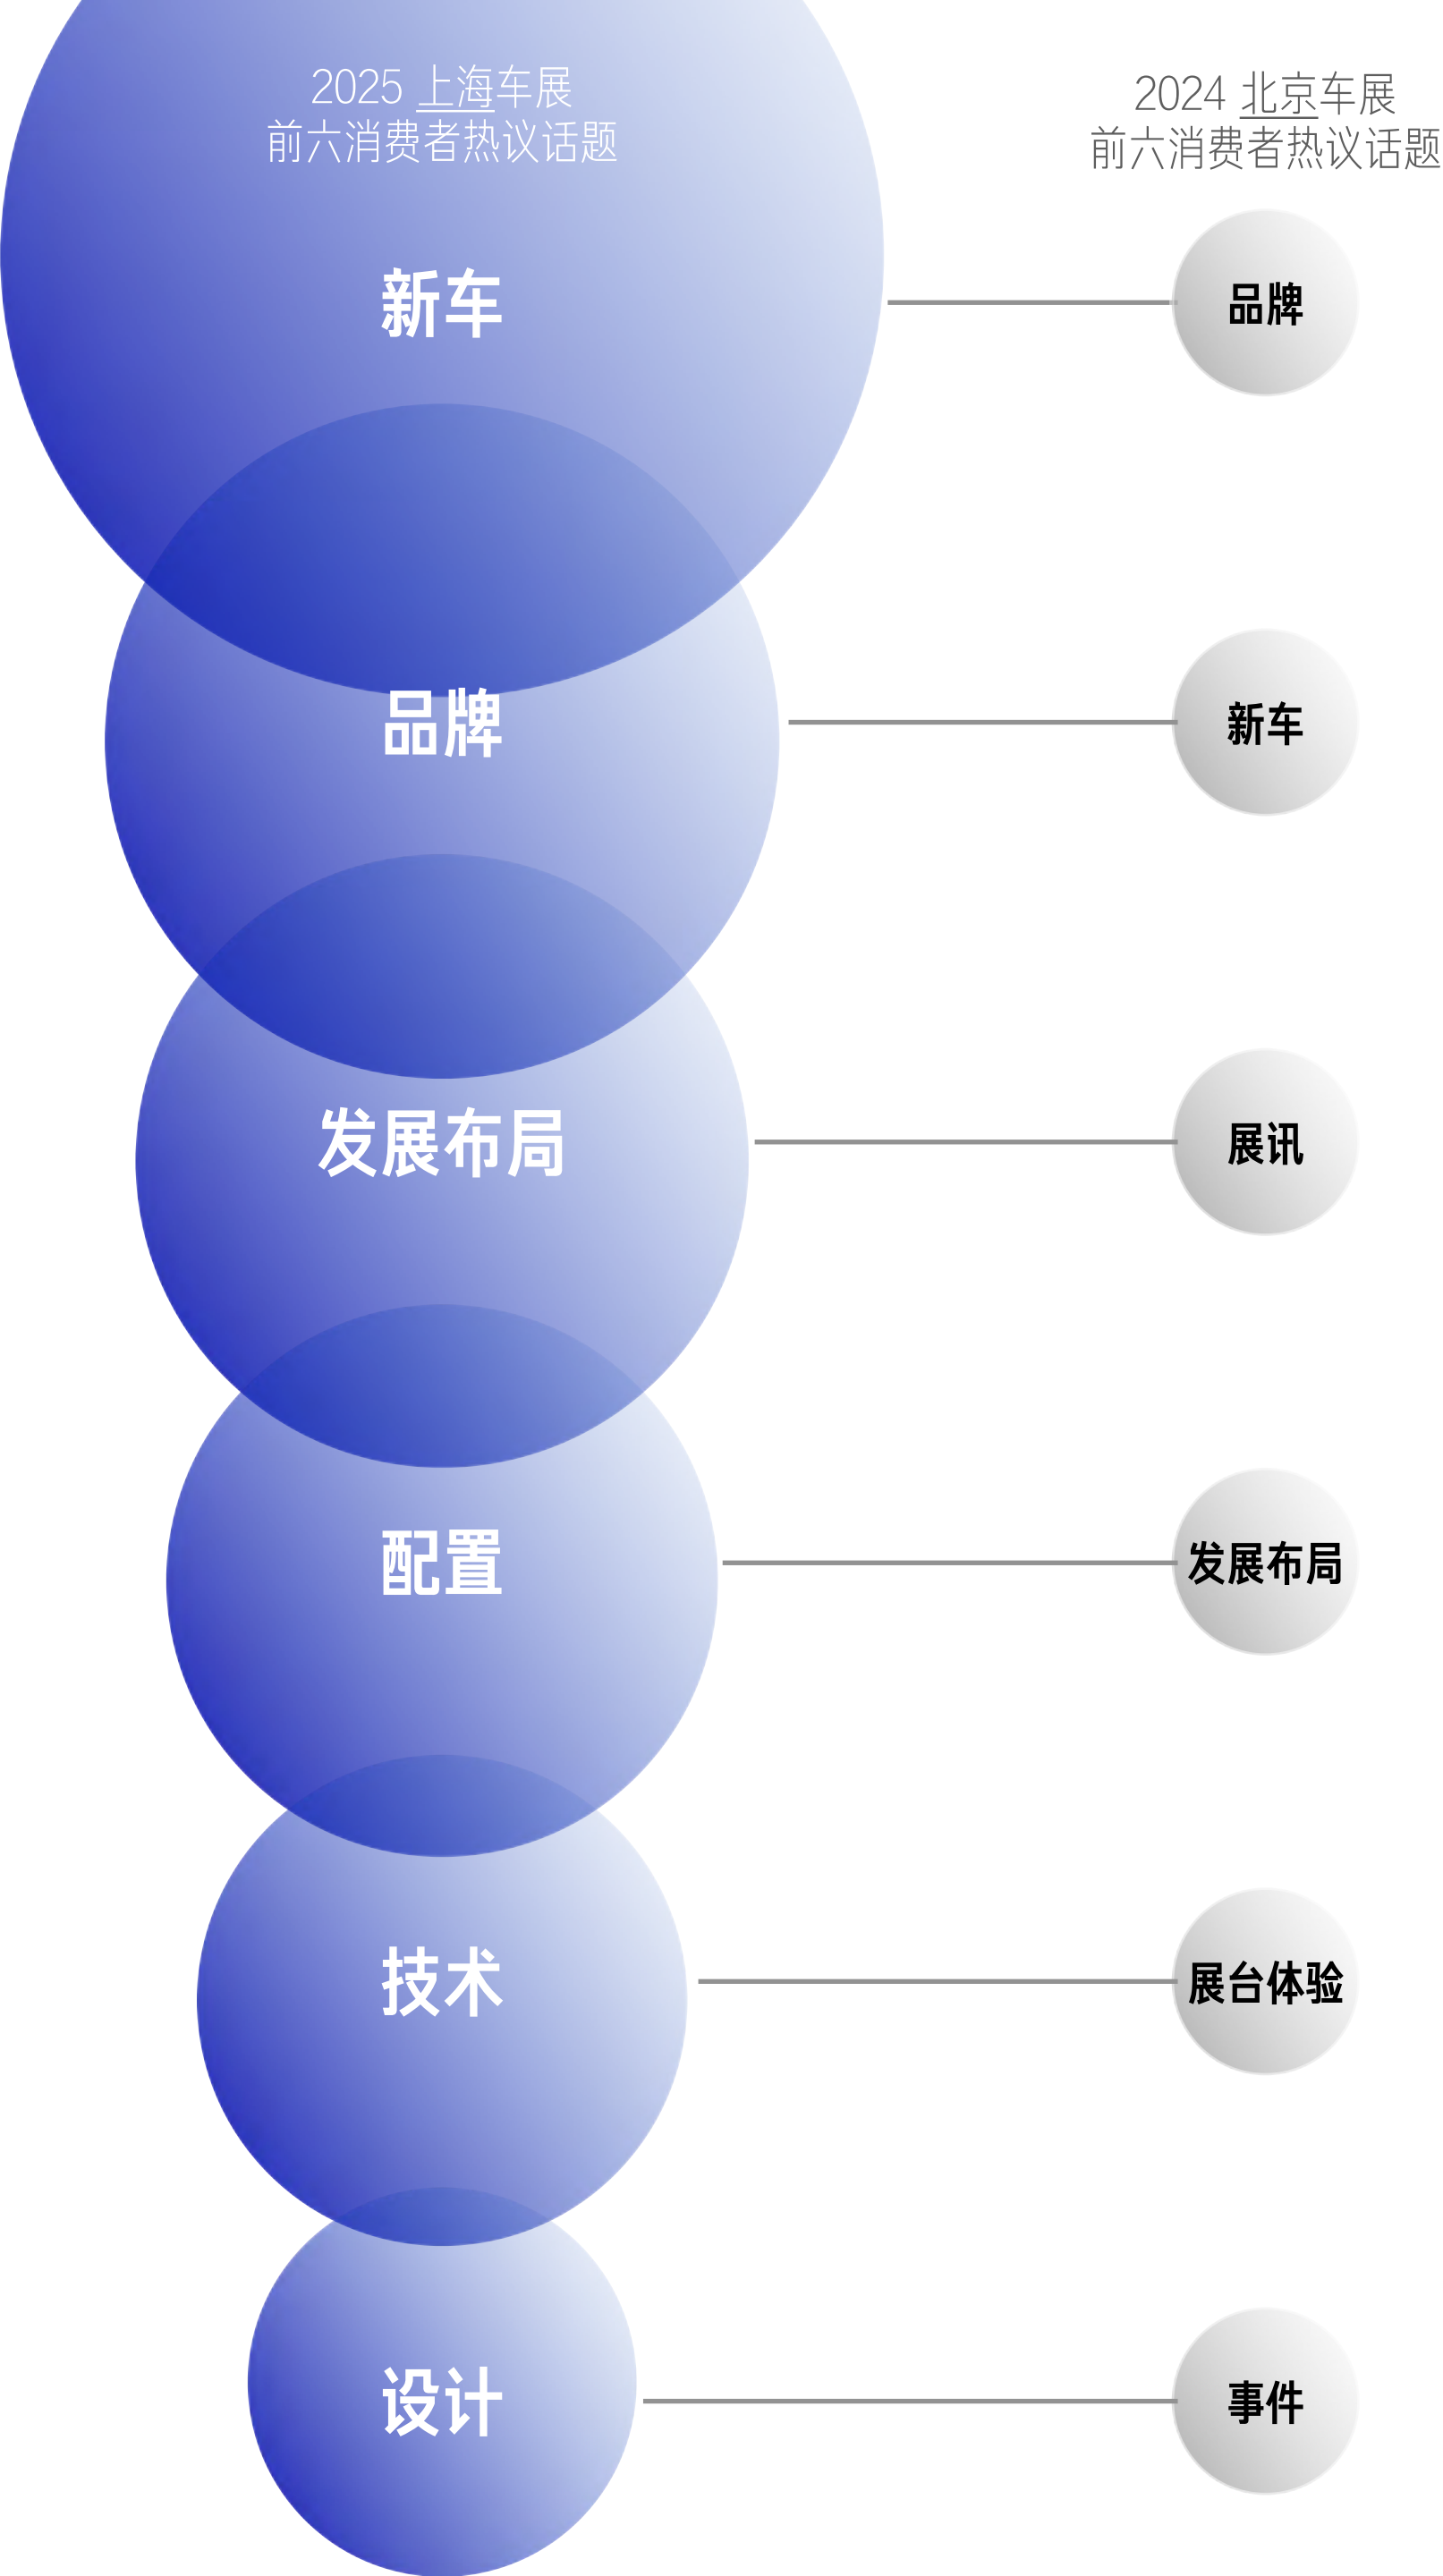 2025 上海车展
前六消费者热议话题
2024 北京车展
前六消费者热议话题
新车
品牌
品牌
新车
发展布局
展讯
配置
发展布局
技术
展台体验
设计
事件